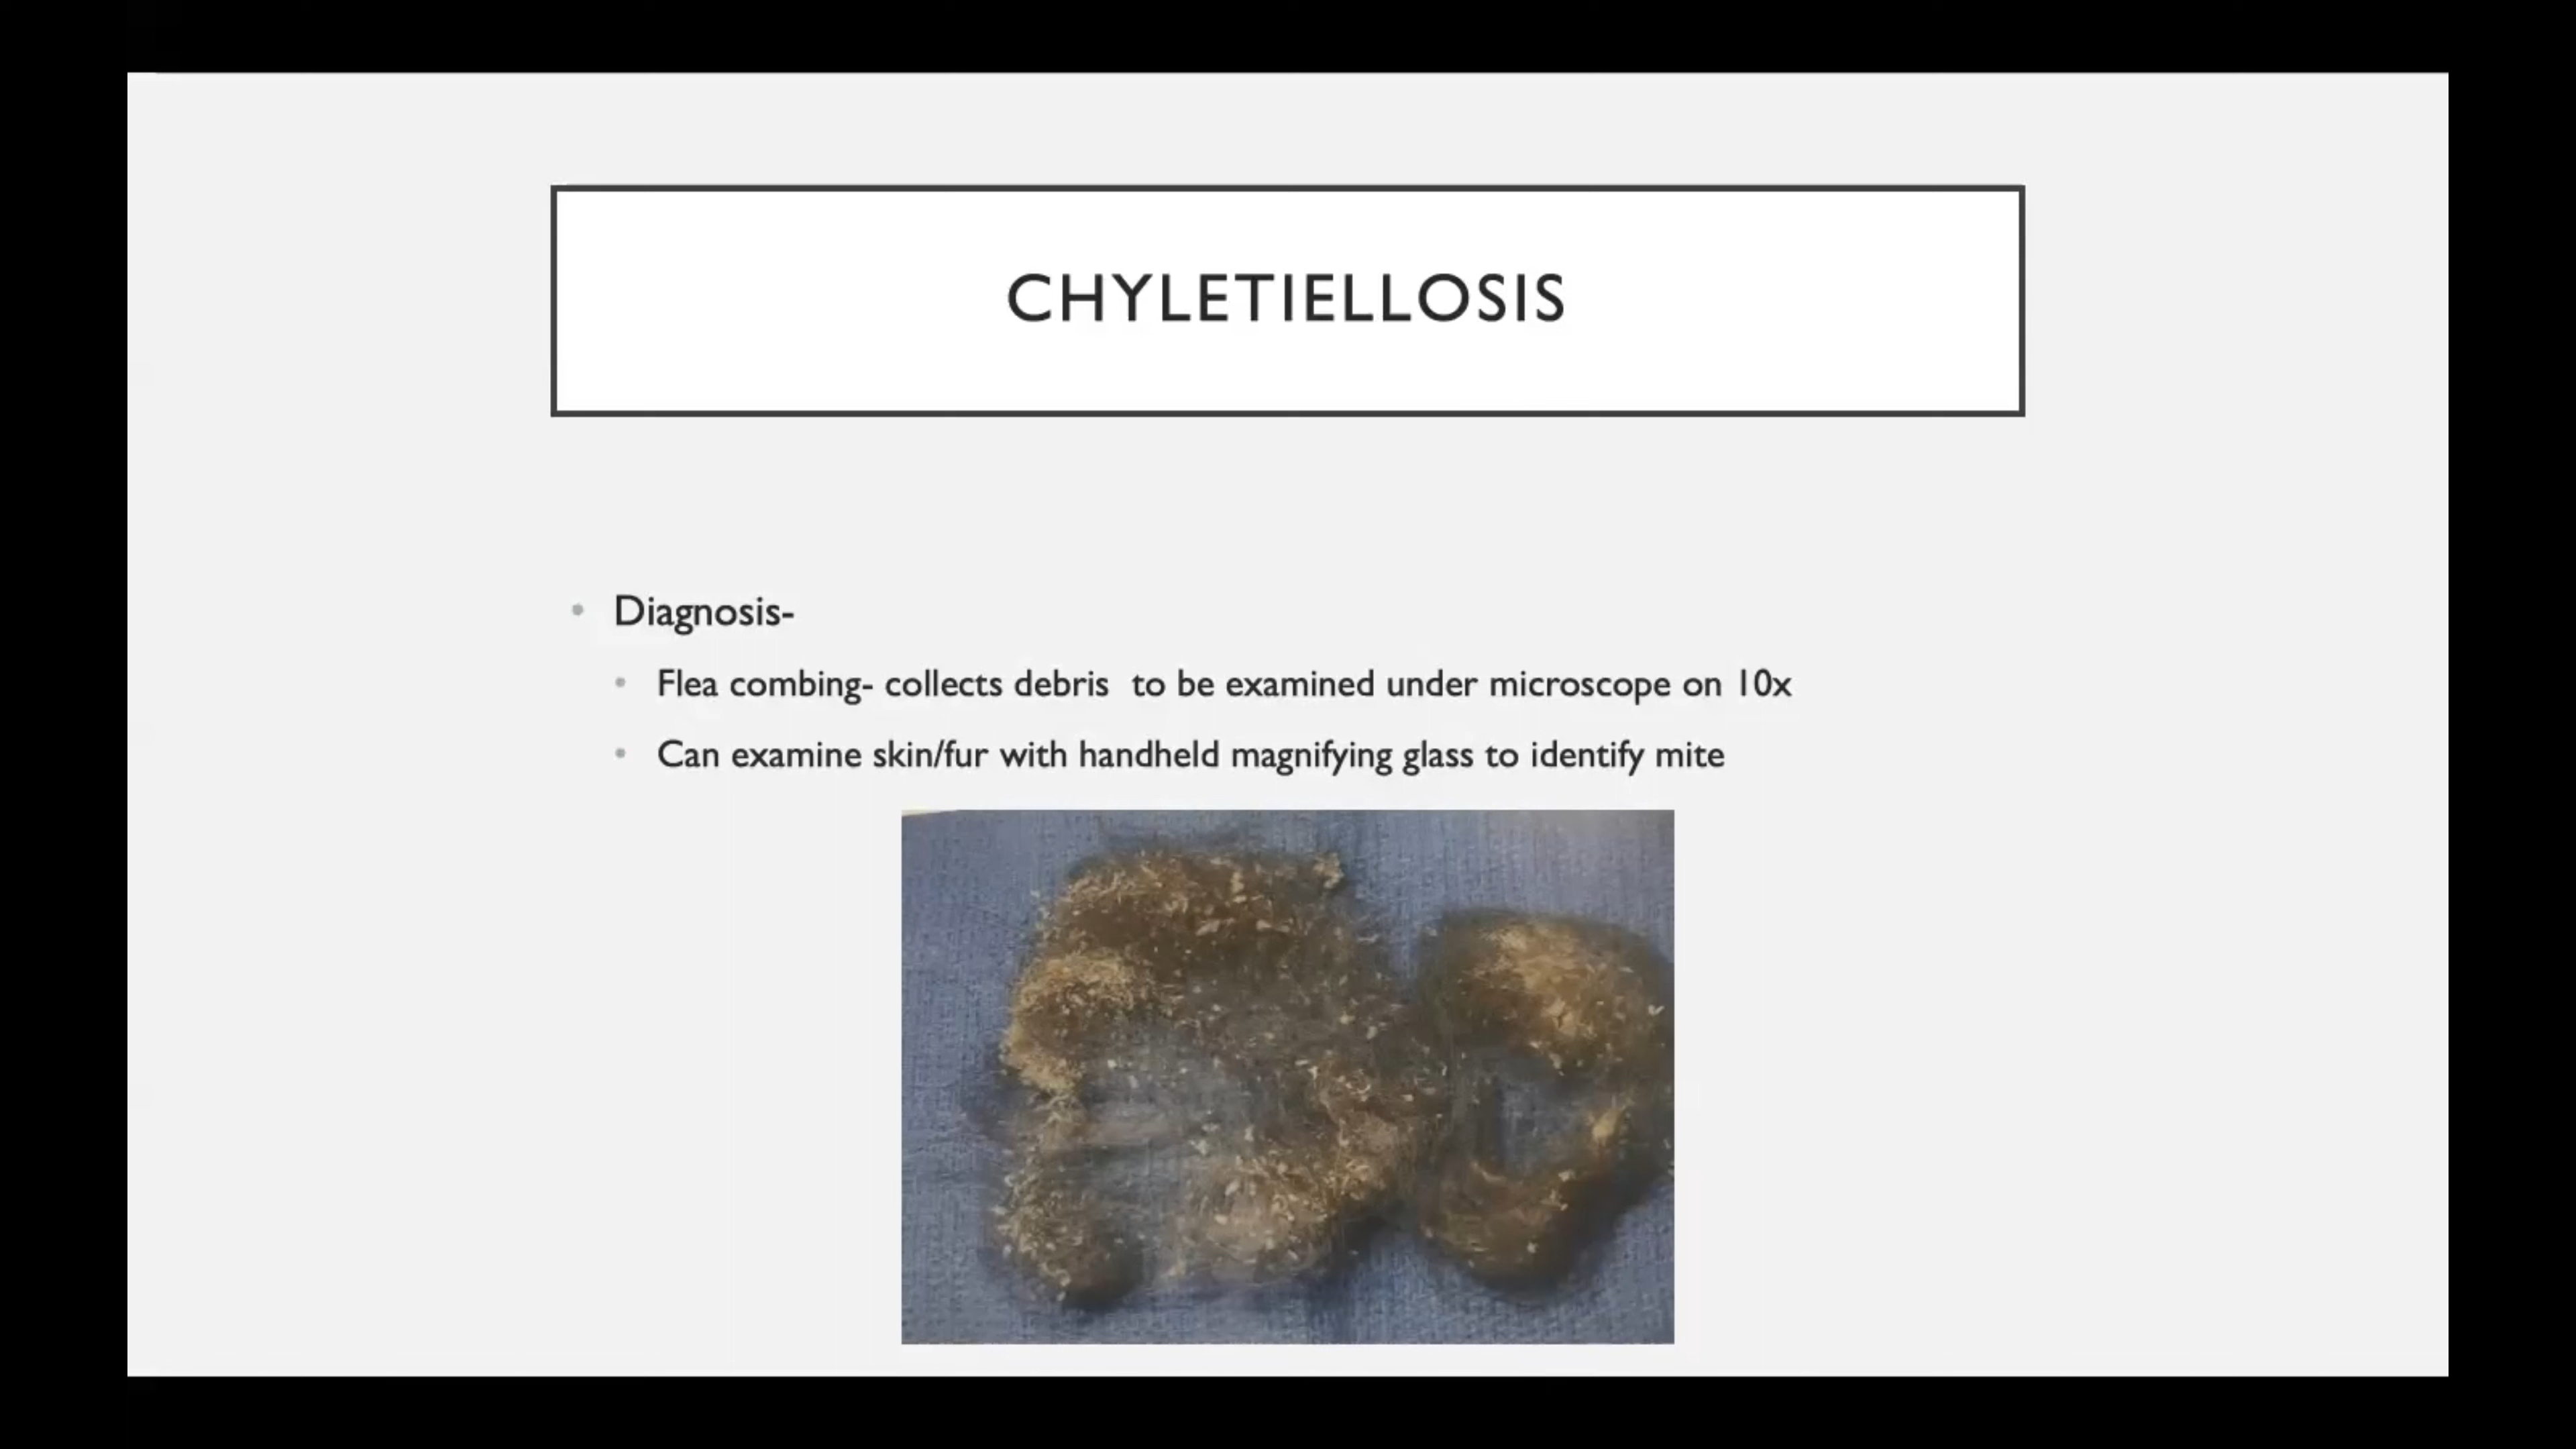 CHYLETIELLOSIS
• Diagnosis-
• Flea combing- collects debris  to be examined under microscope on 10x
• Can examine skin/fur with handheld magnifying glass to identify mite